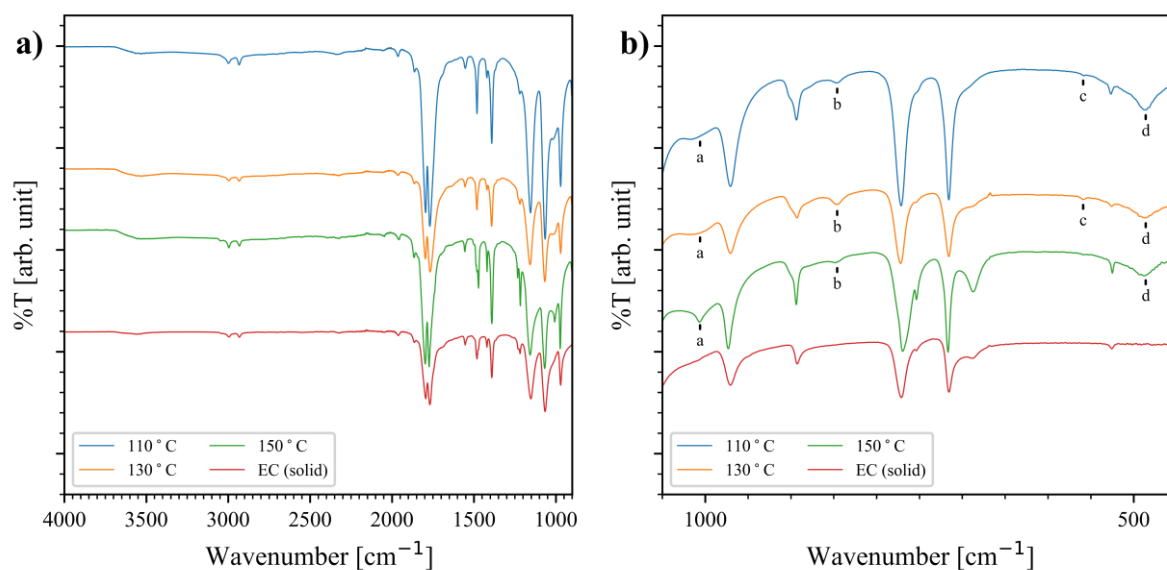 a)
%T [arb. unit]
110°C
150°C
130°C
EC (solid)
4000
3500
3000
2500
2000
1500
1000
Wavenumber [cm⁻¹]
b)
%T [arb. unit]
b
c
a
d
b
c
a
d
b
a
d
110°C
150°C
130°C
EC (solid)
1000
500
Wavenumber [cm⁻¹]